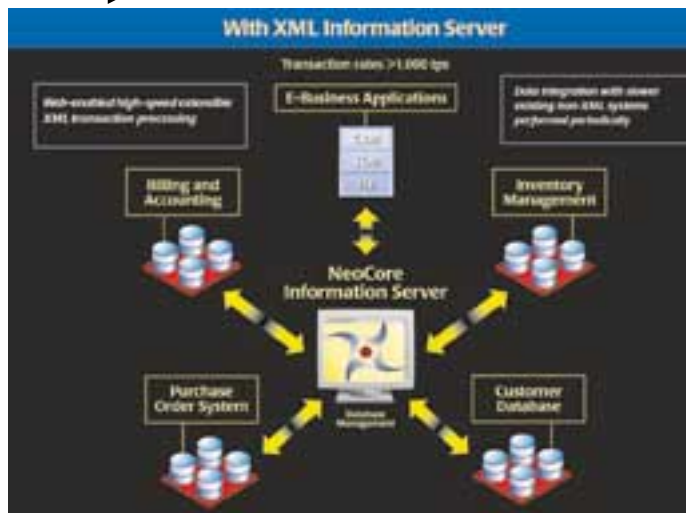 With XML Information Server
Transaction rates >1,000 tps
Web-enabled high-speed extensible
XML transaction processing
E-Business Applications
Data integration with slower
existing non-XML systems
performed periodically
Billing and
Accounting
Inventory
Management
NeoCore
Information Server
Purchase
Order System
Database
Management
Customer
Database